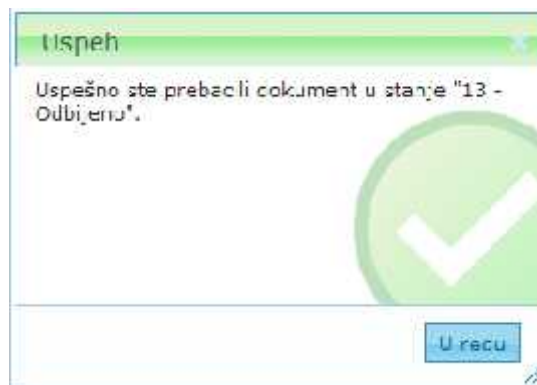 Uspeh
Uspešno ste prebacili dokument u stanje "13 -
Odbijeno".
U redu